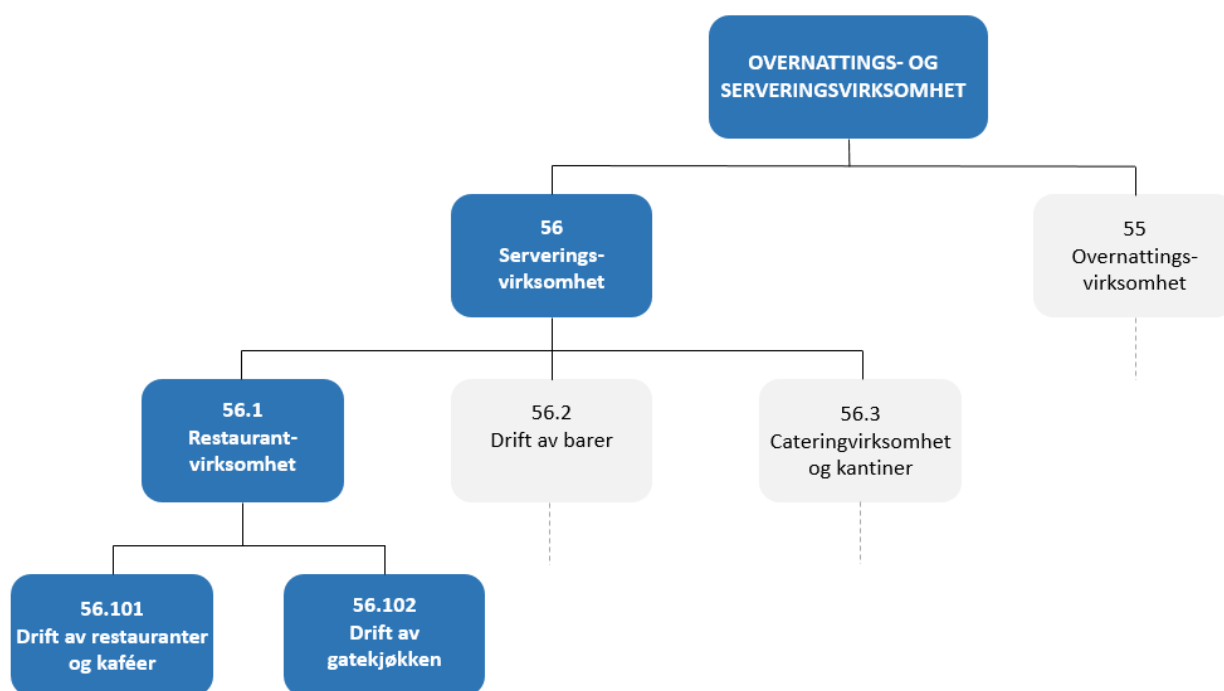 OVERNATTINGS- OG
SERVERINGSVIRKSOMHET
56
Serverings-
virksomhet
55
Overnattings-
virksomhet
56.1
Restaurant-
virksomhet
56.2
Drift av barer
56.3
Cateringvirksomhet
og kantiner
56.101
Drift av restauranter
og kaféer
56.102
Drift av
gatekjøkken